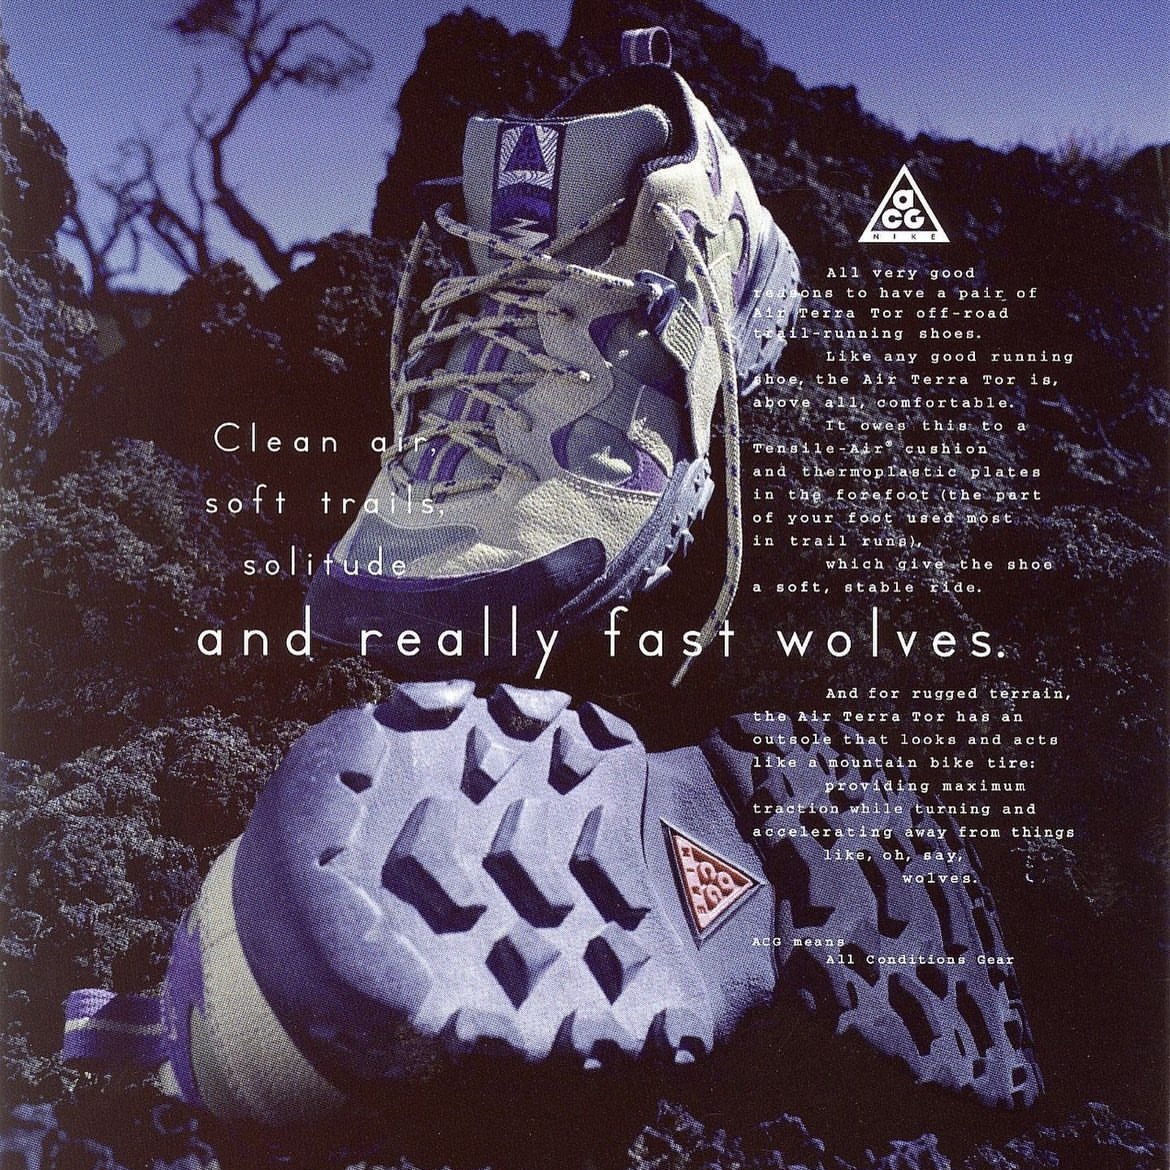 aCG
NIKE
All very good
reasons to have a pair of
Air Terra Tor off-road
trail-running shoes.
Like any good running
shoe, the Air Terra Tor is,
above all, comfortable.
It owes this to a
Tensile-Air® cushion
and thermoplastic plates
in the forefoot (the part
of your foot used most
in trail runs),
which give the shoe
a soft, stable ride.
Clean air,
soft trails,
solitude
and really fast wolves.
And for rugged terrain,
the Air Terra Tor has an
outsole that looks and acts
like a mountain bike tire:
providing maximum
traction while turning and
accelerating away from things
like, oh, say,
wolves.
NIKE
aCG
ACG means
All Conditions Gear